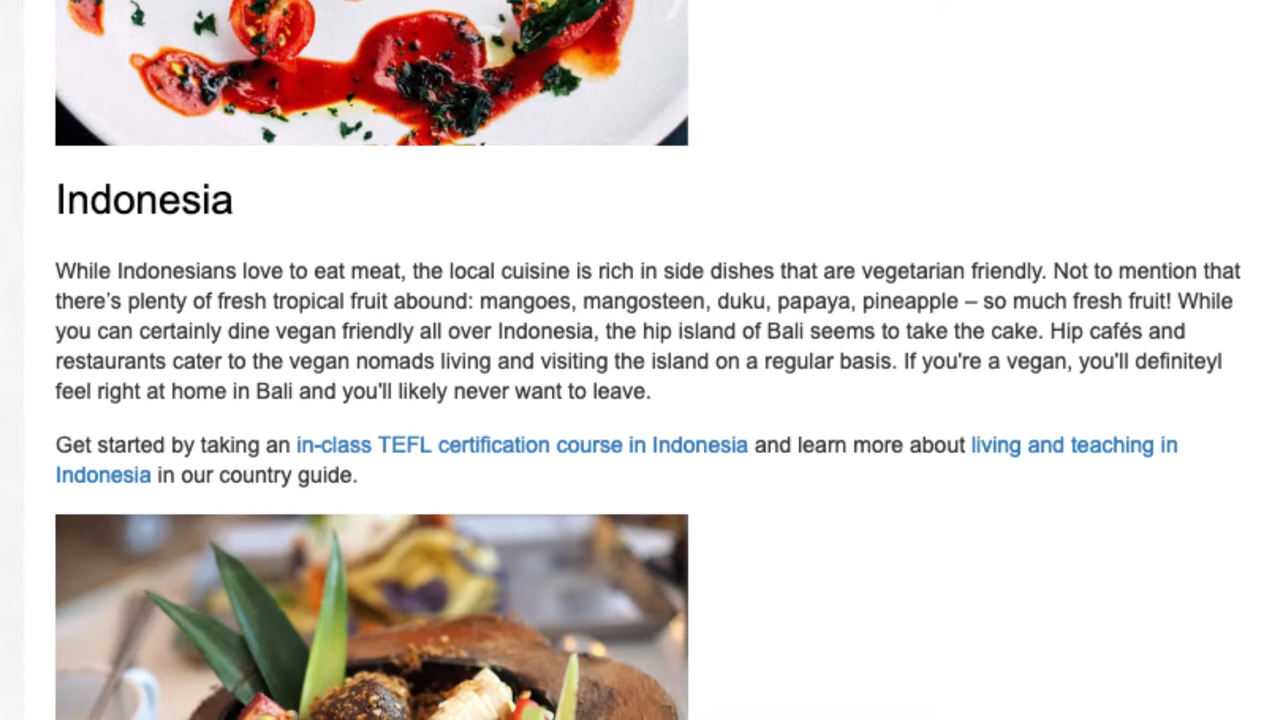 Indonesia
While Indonesians love to eat meat, the local cuisine is rich in side dishes that are vegetarian friendly. Not to mention that
there's plenty of fresh tropical fruit abound: mangoes, mangosteen, duku, papaya, pineapple – so much fresh fruit! While
you can certainly dine vegan friendly all over Indonesia, the hip island of Bali seems to take the cake. Hip cafés and
restaurants cater to the vegan nomads living and visiting the island on a regular basis. If you're a vegan, you'll definiteyl
feel right at home in Bali and you'll likely never want to leave.
Get started by taking an in-class TEFL certification course in Indonesia and learn more about living and teaching in
Indonesia in our country guide.